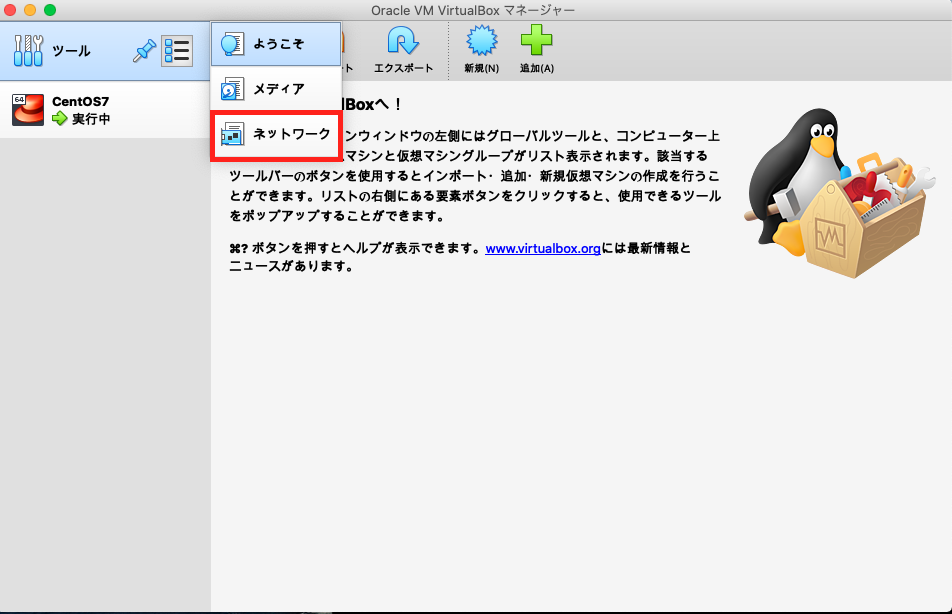 Oracle VM VirtualBox マネージャー
ツール
ようこそ
メディア
ネットワーク
ト
エクスポート
新規(N)
追加(A)
64
CentOS7
実行中
lBoxへ！
ンウィンドウの左側にはグローバルツールと、コンピューター上
マシンと仮想マシングループがリスト表示されます。該当する
ツールバーのボタンを使用するとインポート・追加・新規仮想マシンの作成を行うこ
とができます。リストの右側にある要素ボタンをクリックすると、使用できるツール
をポップアップすることができます。
⌘? ボタンを押すとヘルプが表示できます。www.virtualbox.orgには最新情報と
ニュースがあります。